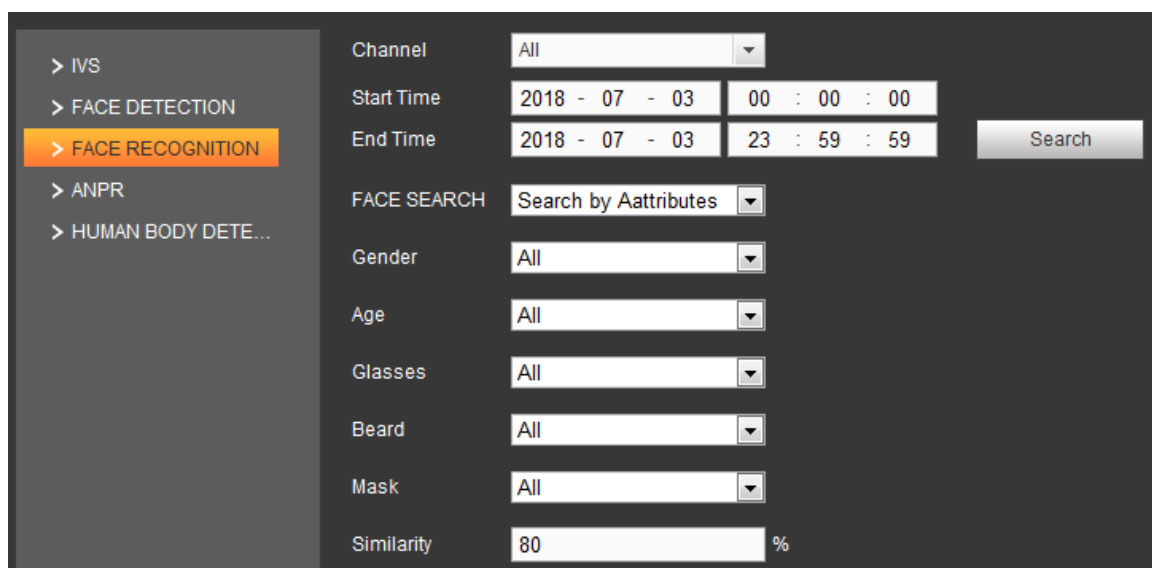 > IVS
> FACE DETECTION
> FACE RECOGNITION
> ANPR
> HUMAN BODY DETE...
Channel All
Start Time 2018 - 07 - 03 00 : 00 : 00
End Time 2018 - 07 - 03 23 : 59 : 59 Search
FACE SEARCH Search by Aattributes
Gender All
Age All
Glasses All
Beard All
Mask All
Similarity 80 %